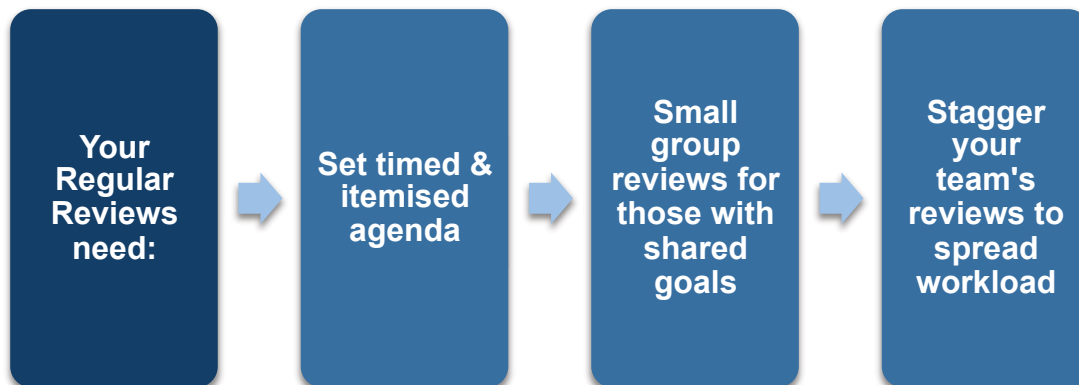 Your
Regular
Reviews
need:
Set timed &
itemised
agenda
Small
group
reviews for
those with
shared
goals
Stagger
your
team's
reviews to
spread
workload